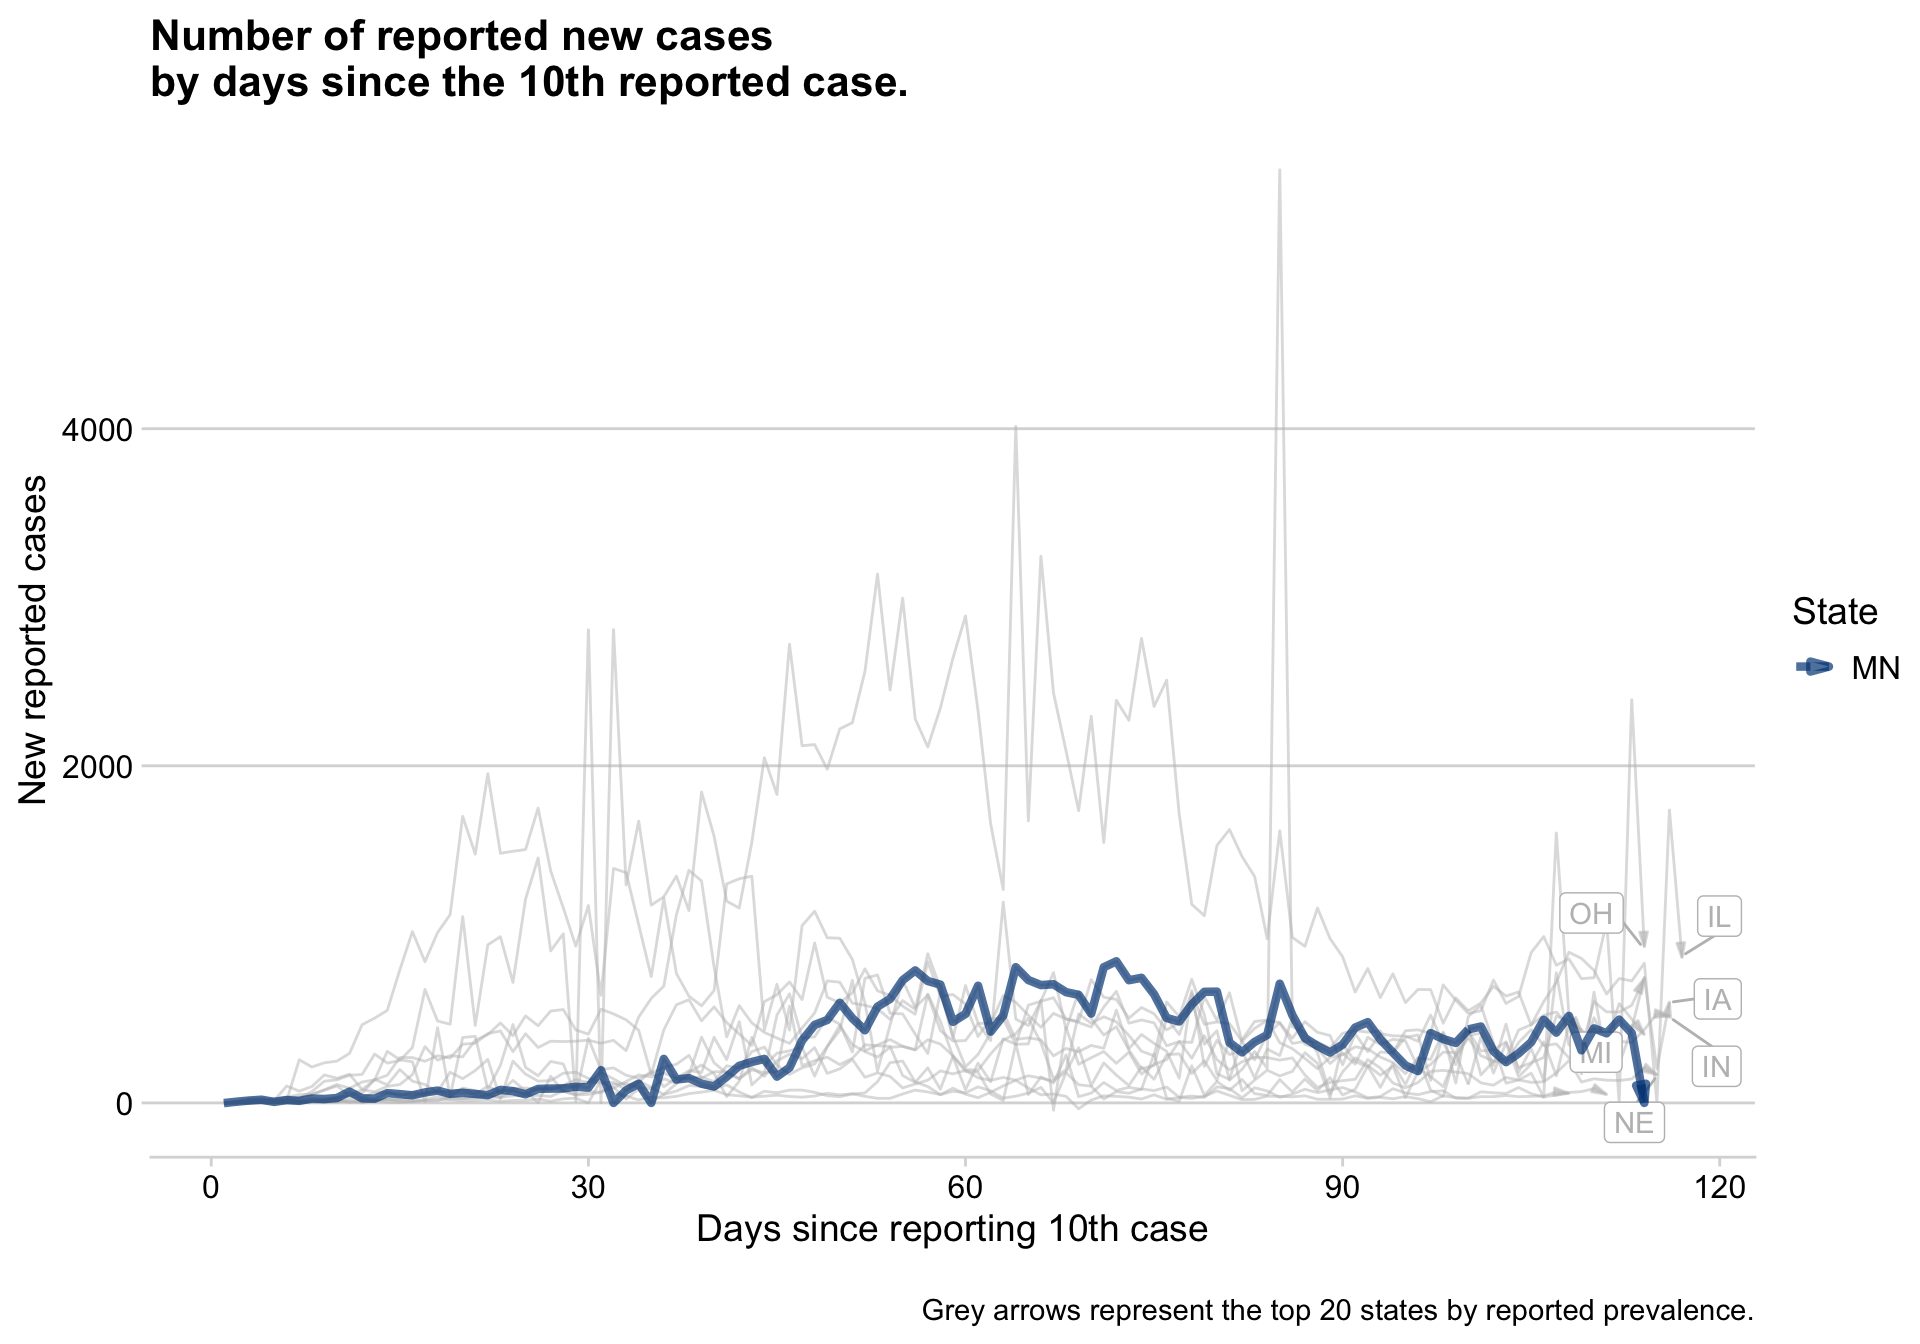 Number of reported new cases
by days since the 10th reported case.
New reported cases
4000
2000
0
OH
IL
IA
MI
IN
NE
State
MN
0
30
60
90
120
Days since reporting 10th case
Grey arrows represent the top 20 states by reported prevalence.